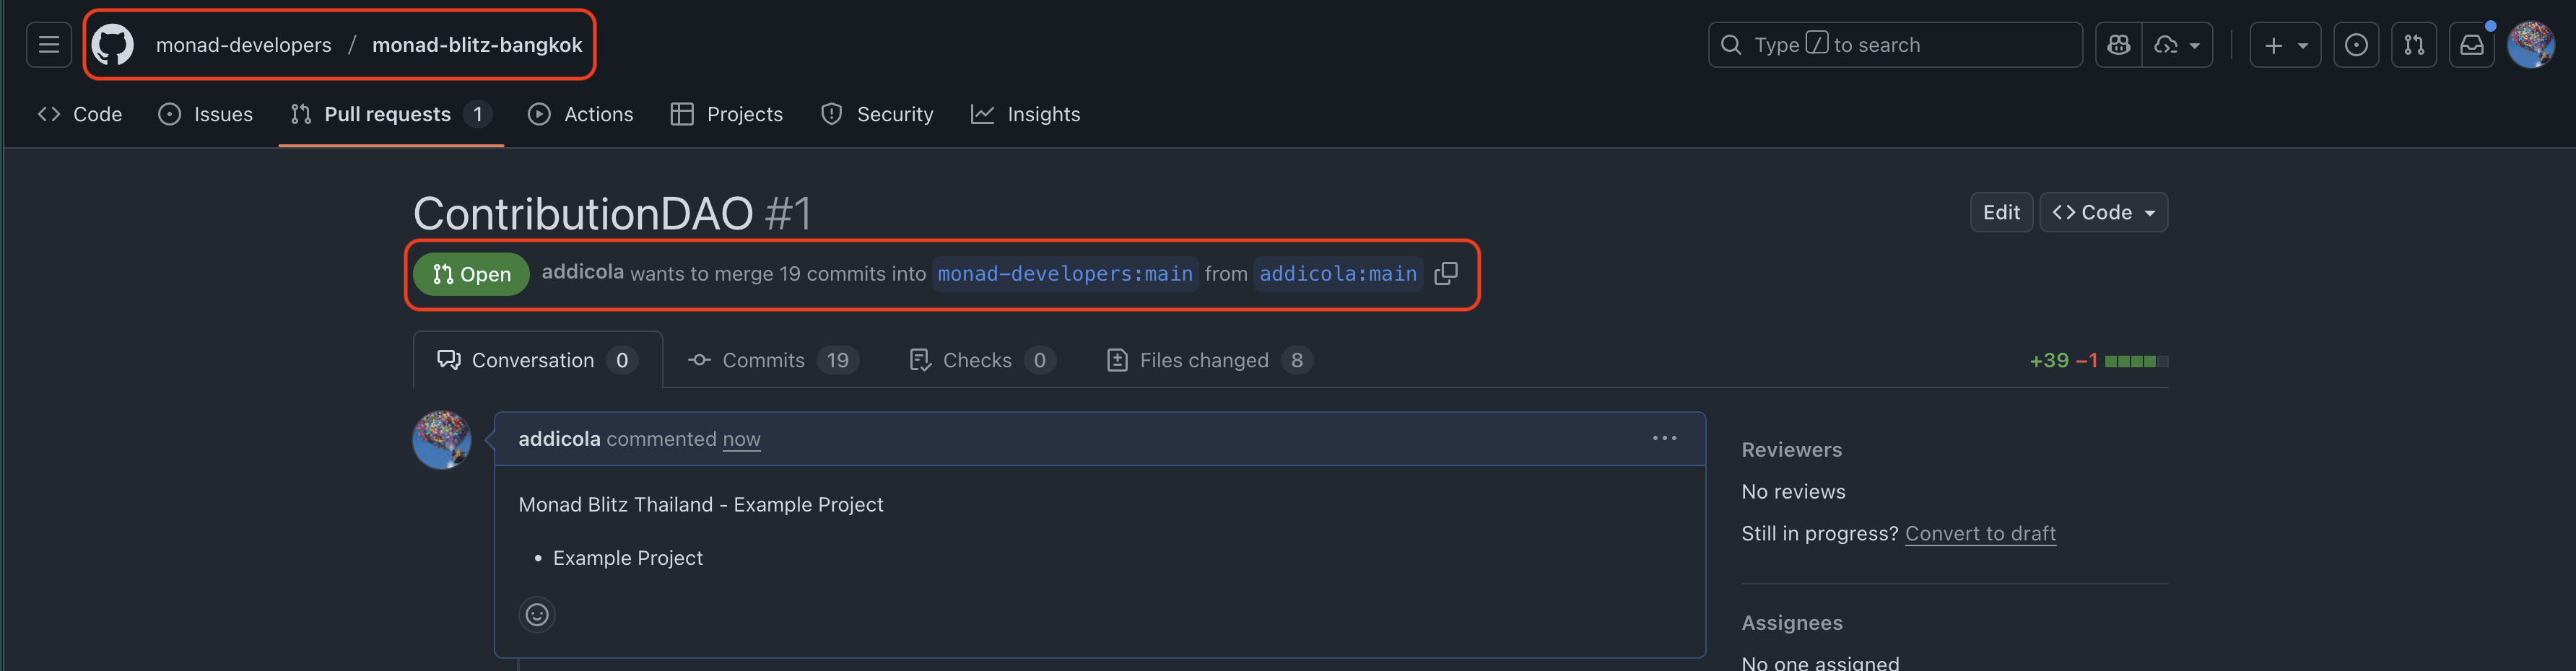 monad-developers / monad-blitz-bangkok
Type / to search
Code
Issues
Pull requests 1
Actions
Projects
Security
Insights
ContributionDAO #1
Edit
<> Code
Open
addicola wants to merge 19 commits into monad-developers:main from addicola:main
Conversation 0
Commits 19
Checks 0
Files changed 8
+39 −1
addicola commented now
Monad Blitz Thailand - Example Project
• Example Project
Reviewers
No reviews
Still in progress? Convert to draft
Assignees
No one assigned